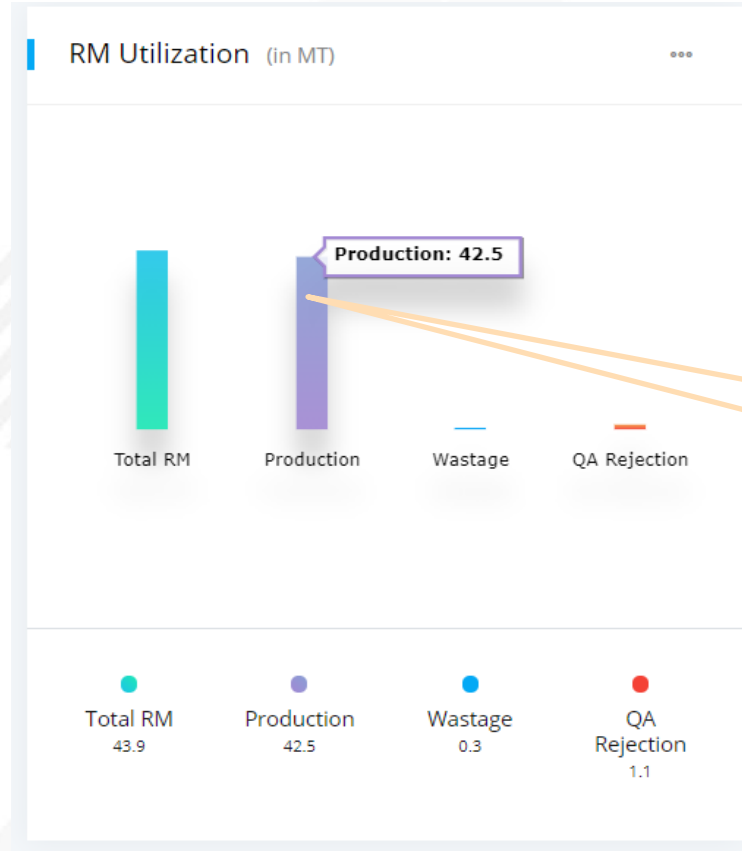 RM Utilization (in MT)
Production: 42.5
Total RM Production Wastage QA Rejection
Total RM Production Wastage QA
Rejection
43.9 42.5 0.3
1.1